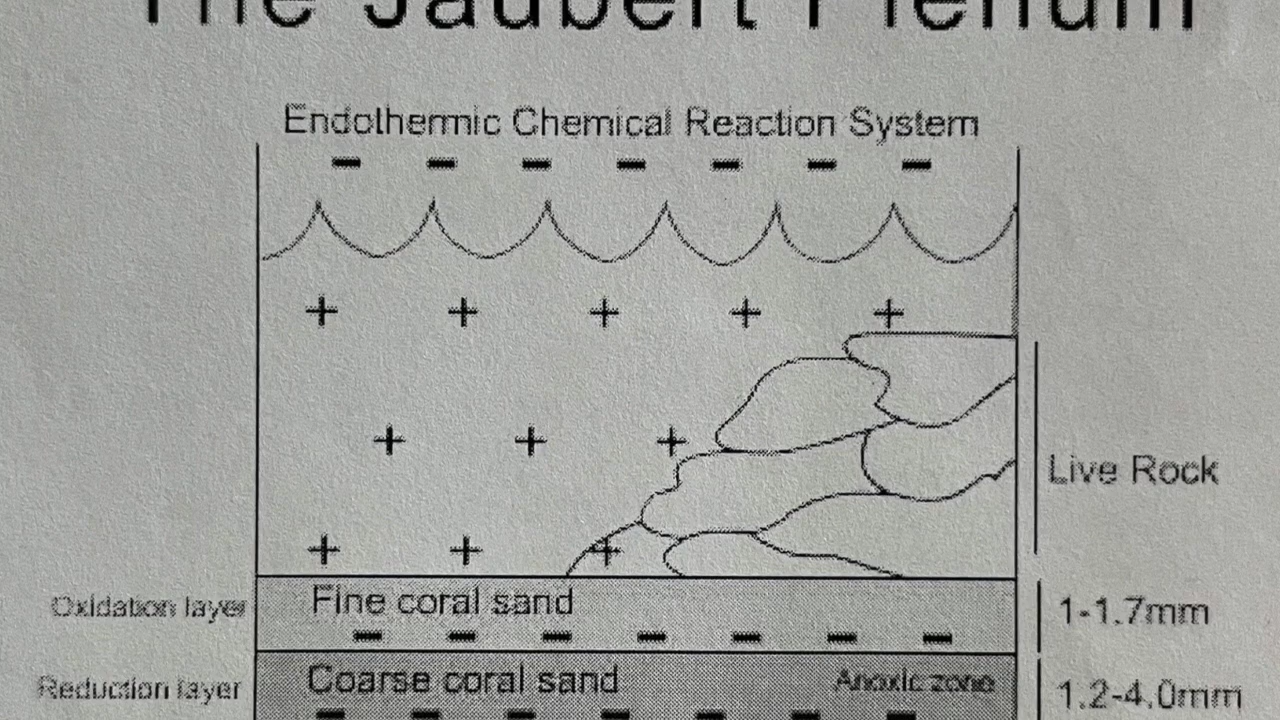 The Jaubert Plenum
Endothermic Chemical Reaction System
Live Rock
Oxidation layer
Fine coral sand
1-1.7mm
Reduction layer
Coarse coral sand
Anoxic zone
1.2-4.0mm